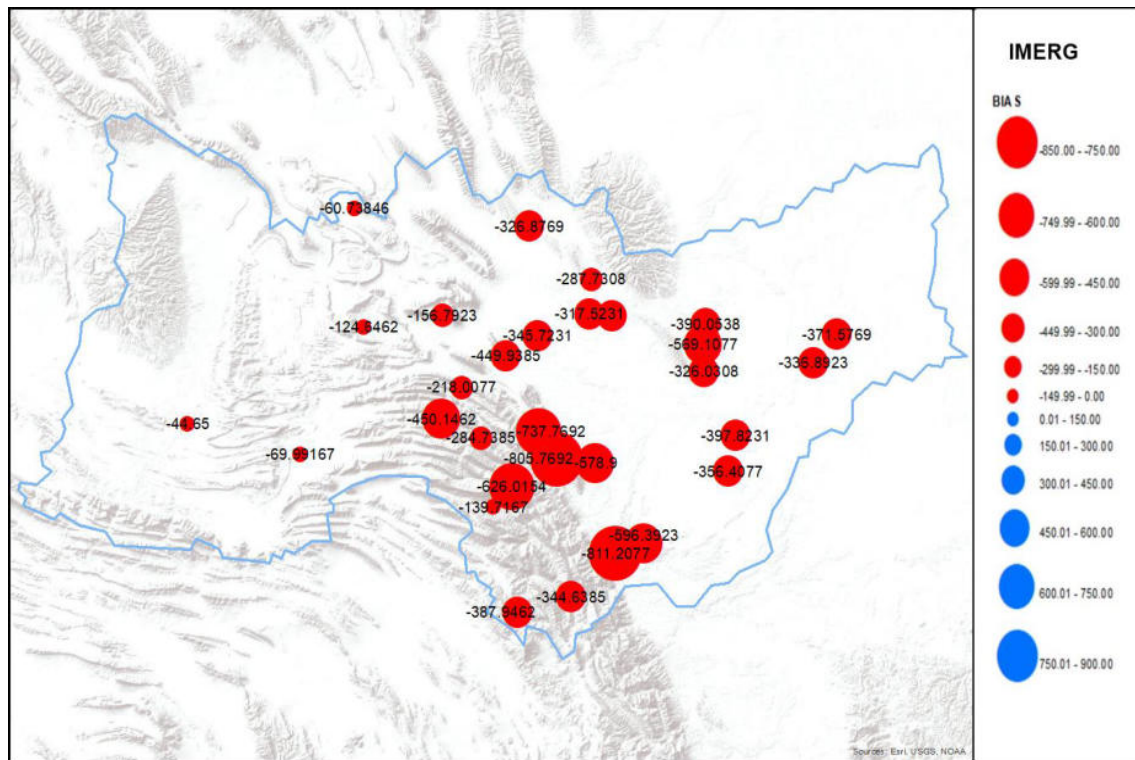 IMERG
BIAS
-850.00 - -750.00
-749.99 - -600.00
-599.99 - -450.00
-449.99 - -300.00
-299.99 - -150.00
-149.99 - 0.00
0.01 - 150.00
150.01 - 300.00
300.01 - 450.00
450.01 - 600.00
600.01 - 750.00
750.01 - 900.00
-60.73846
-326.8769
-287.7308
-317.5231
-156.7923
-124.6462
-345.7231
-390.0538
-371.5769
-569.1077
-449.9385
-336.8923
-326.0308
-218.0077
-450.1462
-44.65
-737.7692
-284.7385
-397.8231
-69.99167
-805.7692
-578.9
-356.4077
-626.0154
-139.7167
-596.3923
-811.2077
-344.6385
-387.9462
Sources: Esri, USGS, NOAA